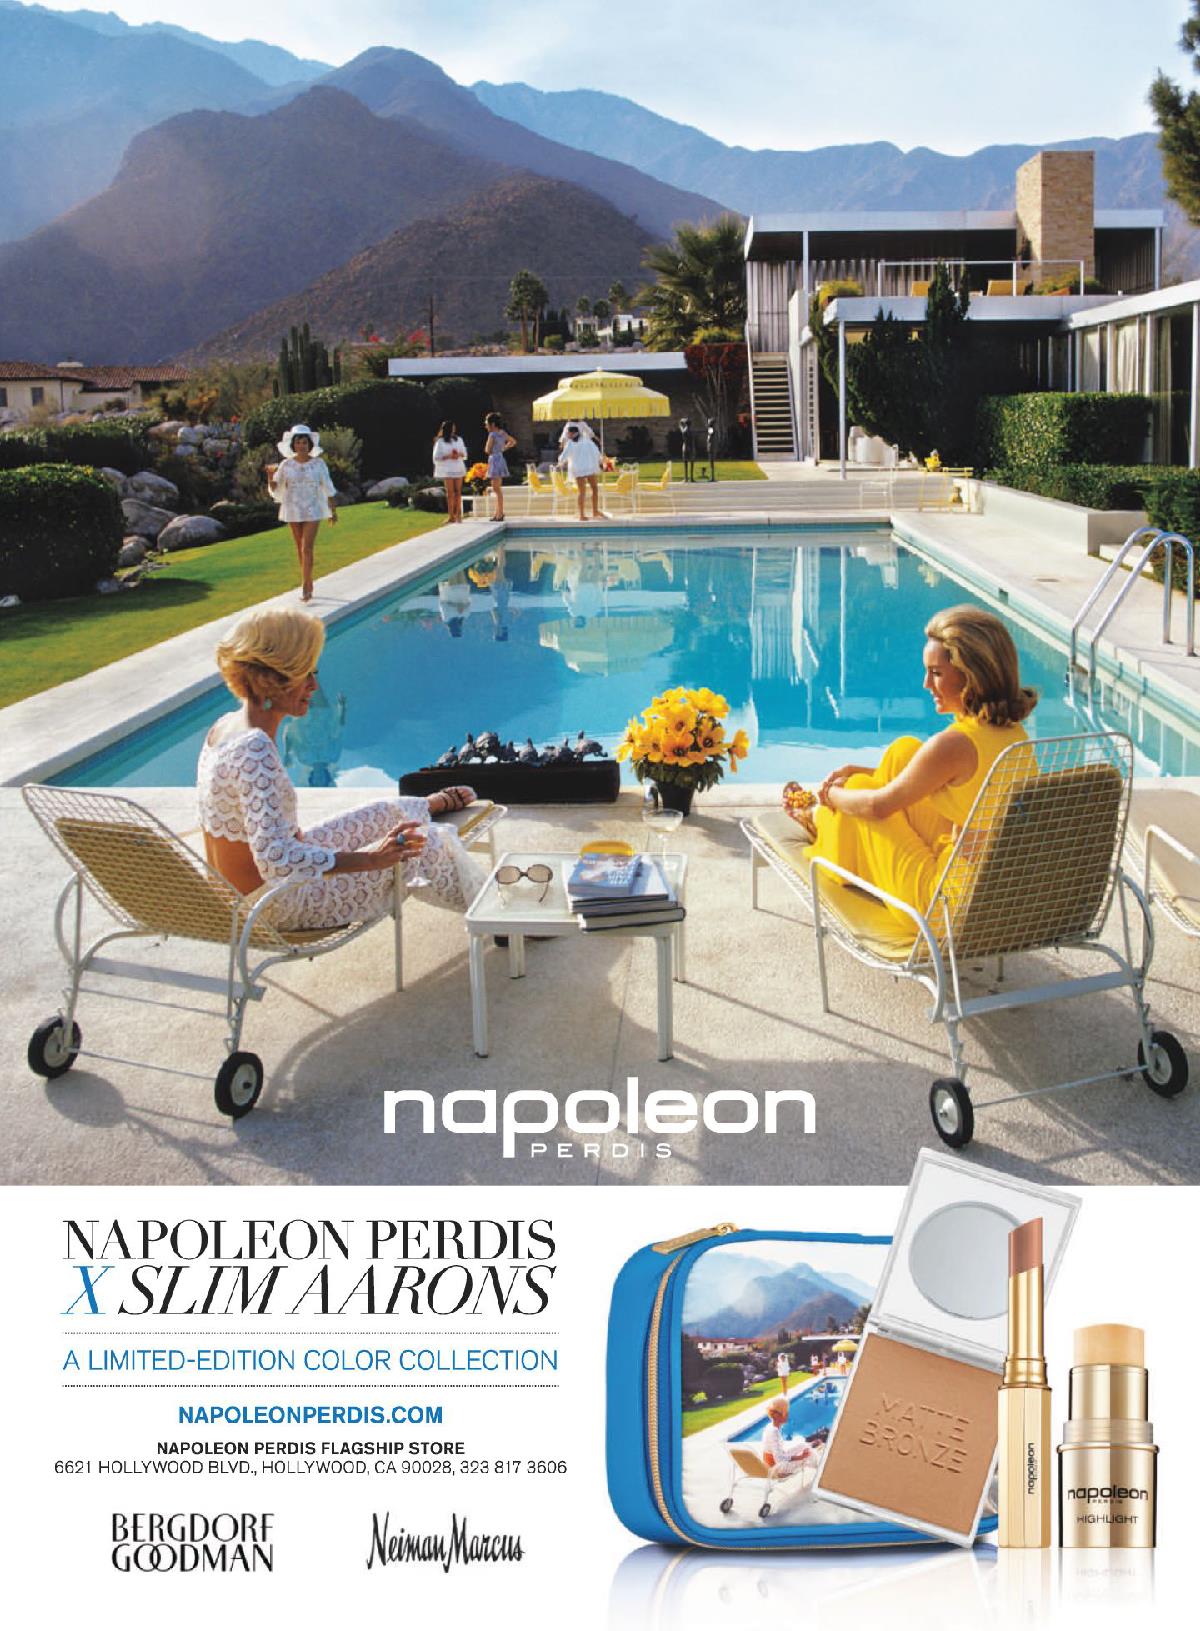 napoleon
PERDIS
NAPOLEON PERDIS
X SLIM AARONS
A LIMITED-EDITION COLOR COLLECTION
NAPOLEONPERDIS.COM
NAPOLEON PERDIS FLAGSHIP STORE
6621 HOLLYWOOD BLVD., HOLLYWOOD, CA 90028, 323 817 3606
BERGDORF
GOODMAN
Neiman Marcus
MATTE
BRONZE
napoleon
napoleon
PERDIS
HIGHLIGHT